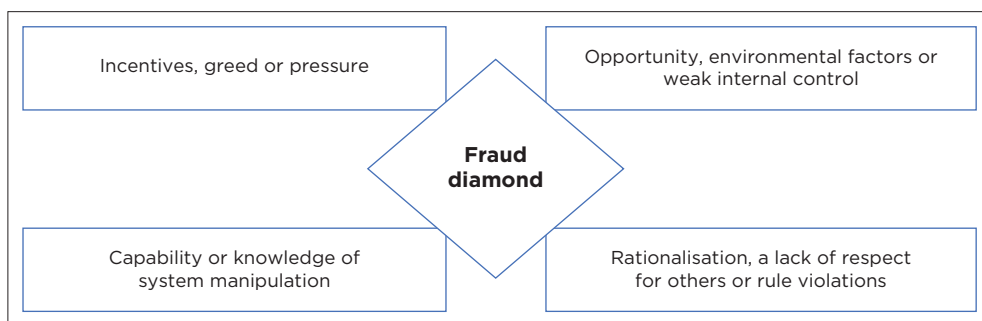 Incentives, greed or pressure
Opportunity, environmental factors or
weak internal control
Fraud
diamond
Capability or knowledge of
system manipulation
Rationalisation, a lack of respect
for others or rule violations